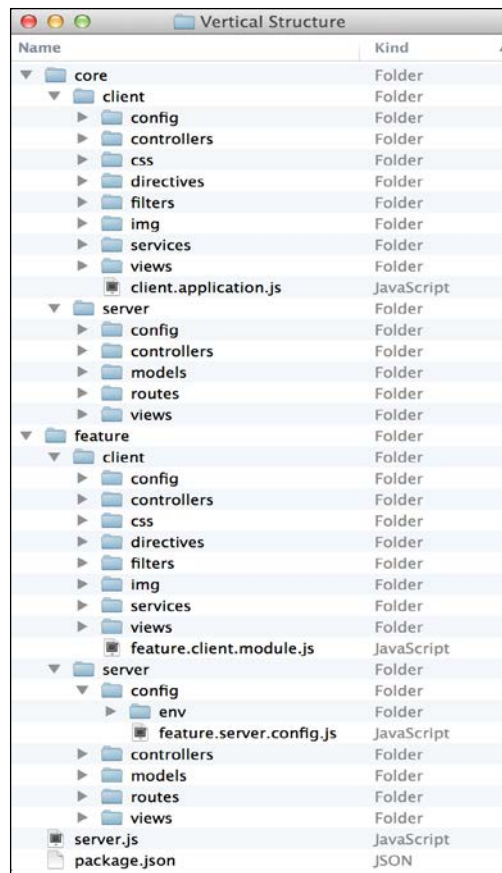 Vertical Structure
Name Kind
core Folder
client Folder
config Folder
controllers Folder
css Folder
directives Folder
filters Folder
img Folder
services Folder
views Folder
client.application.js JavaScript
server Folder
config Folder
controllers Folder
models Folder
routes Folder
views Folder
feature Folder
client Folder
config Folder
controllers Folder
css Folder
directives Folder
filters Folder
img Folder
services Folder
views Folder
feature.client.module.js JavaScript
server Folder
config Folder
env Folder
feature.server.config.js JavaScript
controllers Folder
models Folder
routes Folder
views Folder
server.js JavaScript
package.json JSON